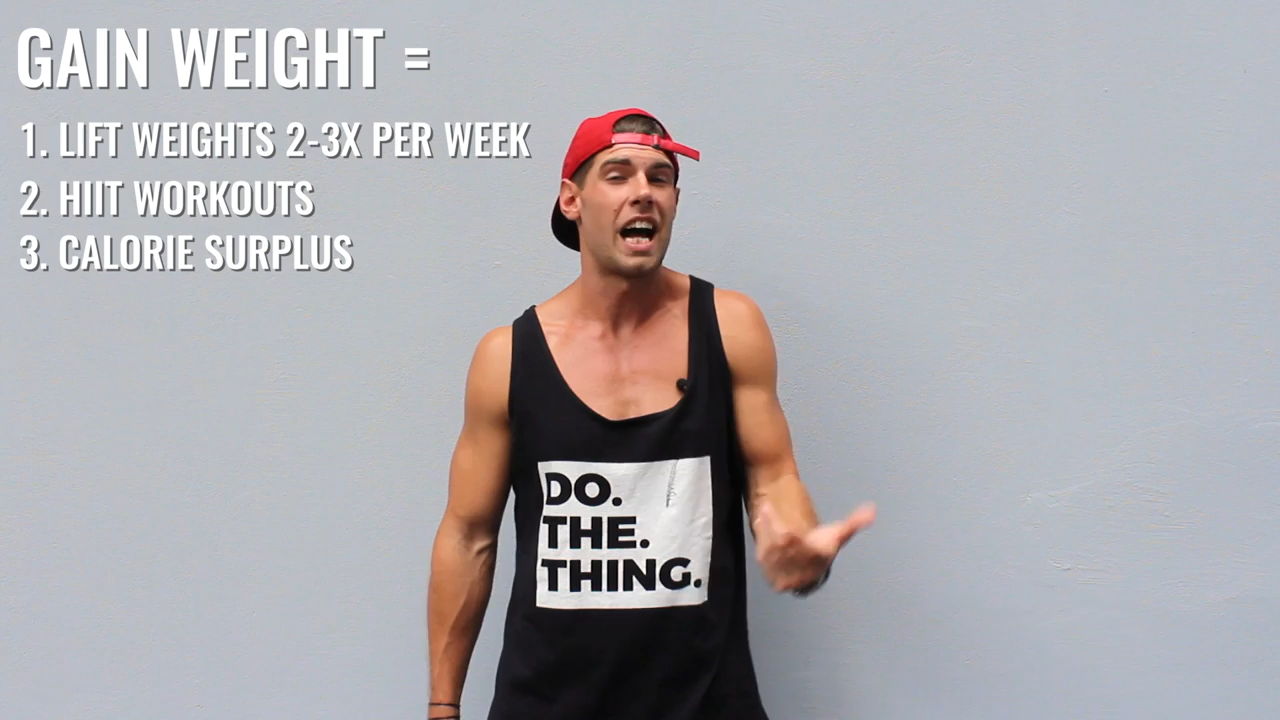 GAIN WEIGHT =
1. LIFT WEIGHTS 2-3X PER WEEK
2. HIIT WORKOUTS
3. CALORIE SURPLUS
DO.
THE.
THING.